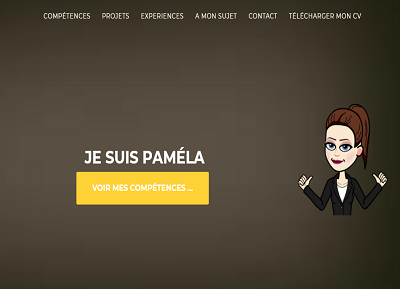 COMPÉTENCES PROJETS EXPERIENCES A MON SUJET CONTACT TÉLÉCHARGER MON CV
JE SUIS PAMÉLA
VOIR MES COMPÉTENCES ...